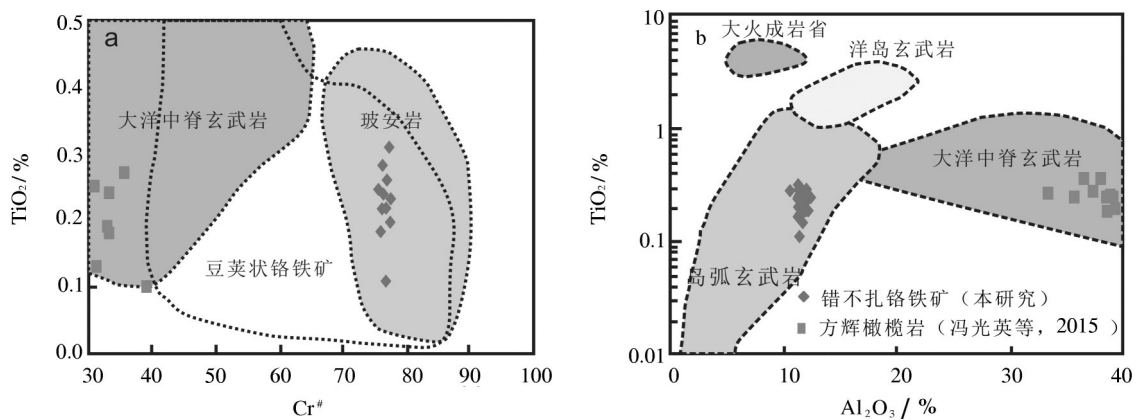 a
0.5
0.4
0.3
0.2
0.1
0.0
TiO₂/%
30 40 50 60 70 80 90 100
Cr#
大洋中脊玄武岩
玻安岩
豆荚状铬铁矿
b
10
1
0.1
0.01
TiO₂/%
0 10 20 30 40
Al₂O₃/%
大火成岩省
洋岛玄武岩
大洋中脊玄武岩
岛弧玄武岩
错不扎铬铁矿（本研究）
方辉橄榄岩（冯光英等，2015）